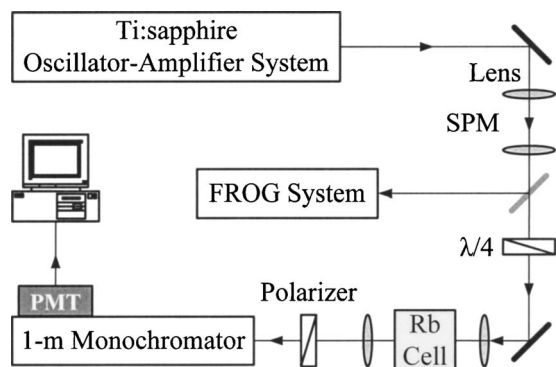 Ti:sapphire
Oscillator-Amplifier System
Lens
SPM
FROG System
λ/4
Polarizer
PMT
1-m Monochromator
Rb
Cell